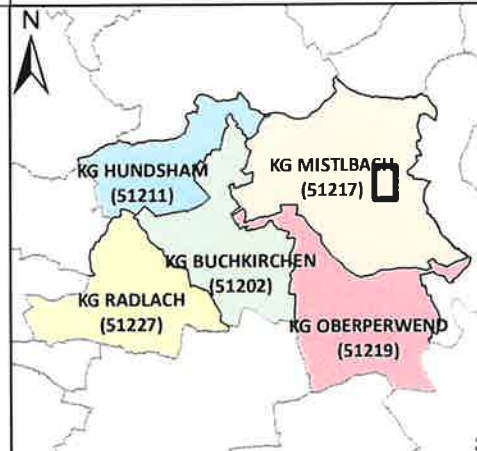 N
KG HUNDSHAM
(51211)
KG MISTLBACH
(51217)
KG BUCHKIRCHEN
(51202)
KG RADLACH
(51227)
KG OBERPERWEND
(51219)